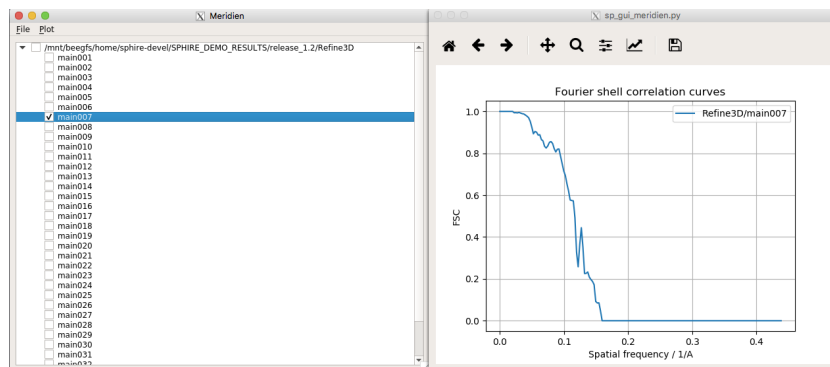 Meridien
File Plot
/mnt/beegfs/home/sphire-devel/SPHIRE_DEMO_RESULTS/release_1.2/Refine3D
main001
main002
main003
main004
main005
main006
main007
main008
main009
main010
main011
main012
main013
main014
main015
main016
main017
main018
main019
main020
main021
main022
main023
main024
main025
main026
main027
main028
main029
main030
main031
main032
sp_gui_meridien.py
Fourier shell correlation curves
Refine3D/main007
1.0
0.8
0.6
0.4
0.2
0.0
FSC
0.0 0.1 0.2 0.3 0.4
Spatial frequency / 1/A